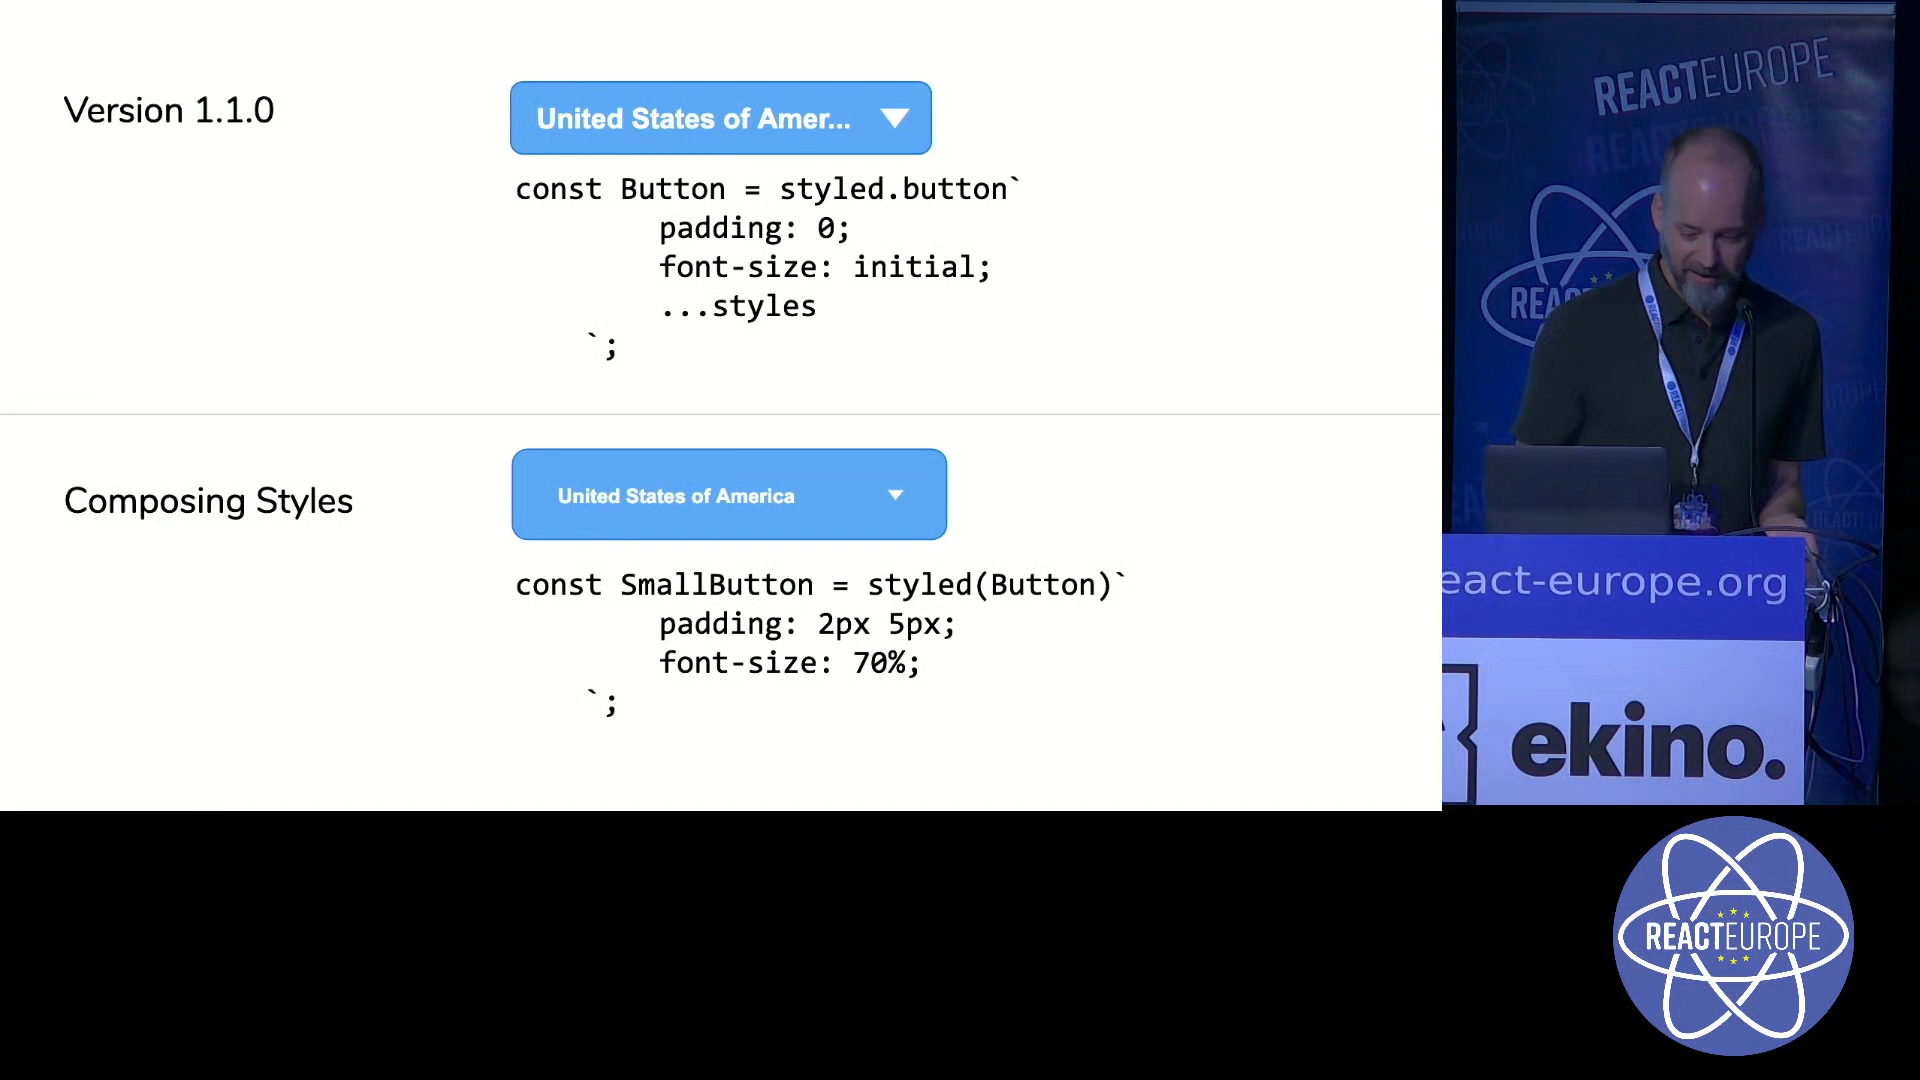 Version 1.1.0
United States of Amer...
const Button = styled.button`
padding: 0;
font-size: initial;
...styles
`;
Composing Styles
United States of America
const SmallButton = styled(Button)`
padding: 2px 5px;
font-size: 70%;
`;
REACTEUROPE
REACT
eact-europe.org
ekino.
REACTEUROPE